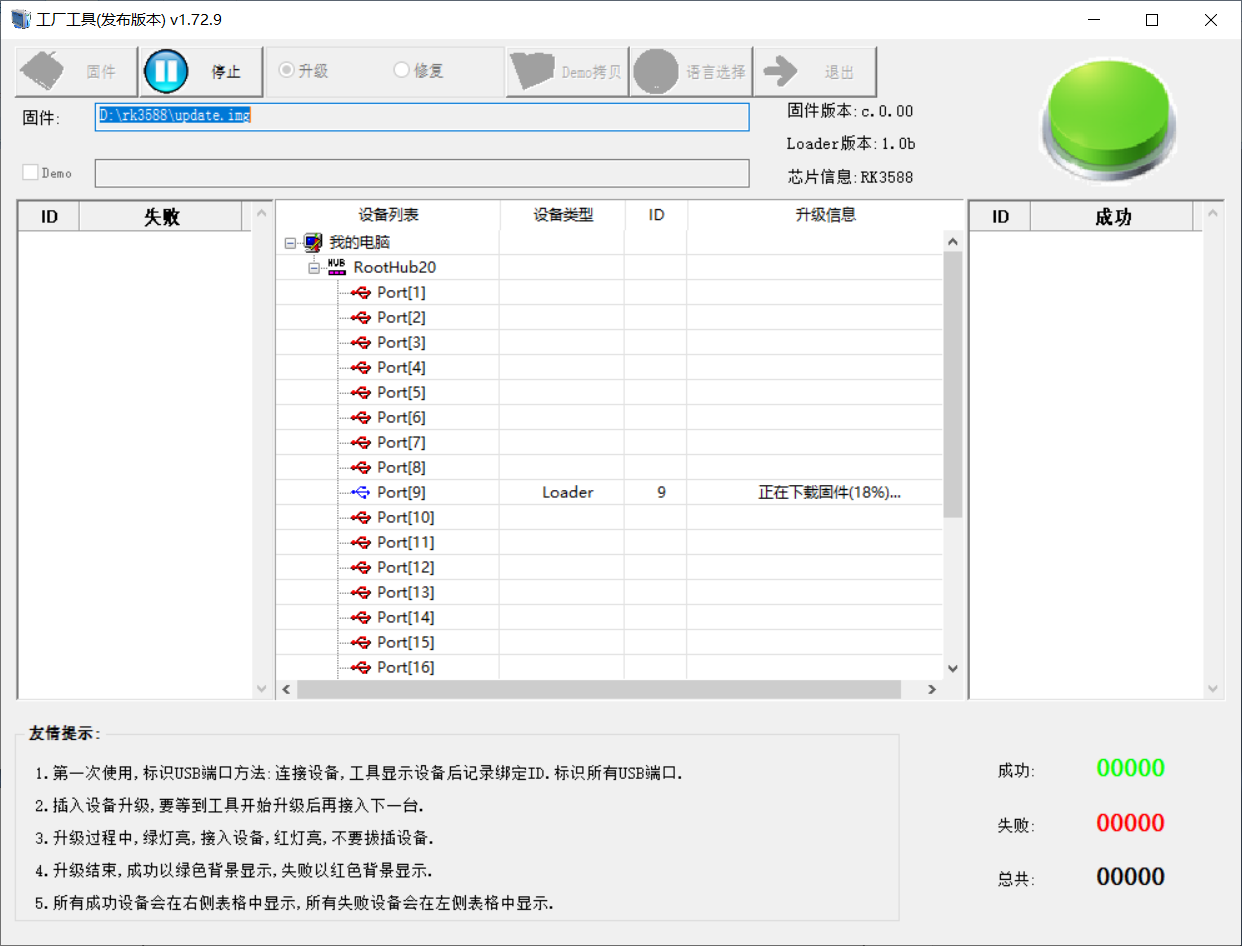 工厂工具(发布版本) v1.72.9
固件 停止 升级 修复 Demo拷贝 语言选择 退出
固件: D:\rk3588\update.img
固件版本:c.0.00
Loader版本:1.0b
Demo
芯片信息:RK3588
ID 失败
设备列表 设备类型 ID 升级信息
ID 成功
我的电脑
HUB RootHub20
Port[1]
Port[2]
Port[3]
Port[4]
Port[5]
Port[6]
Port[7]
Port[8]
Port[9] Loader 9 正在下载固件(18%)...
Port[10]
Port[11]
Port[12]
Port[13]
Port[14]
Port[15]
Port[16]
友情提示:
1.第一次使用,标识USB端口方法:连接设备,工具显示设备后记录绑定ID.标识所有USB端口.
2.插入设备升级,要等到工具开始升级后再接入下一台.
3.升级过程中,绿灯亮,接入设备,红灯亮,不要拔插设备.
4.升级结束,成功以绿色背景显示,失败以红色背景显示.
5.所有成功设备会在右侧表格中显示,所有失败设备会在左侧表格中显示.
成功: 00000
失败: 00000
总共: 00000